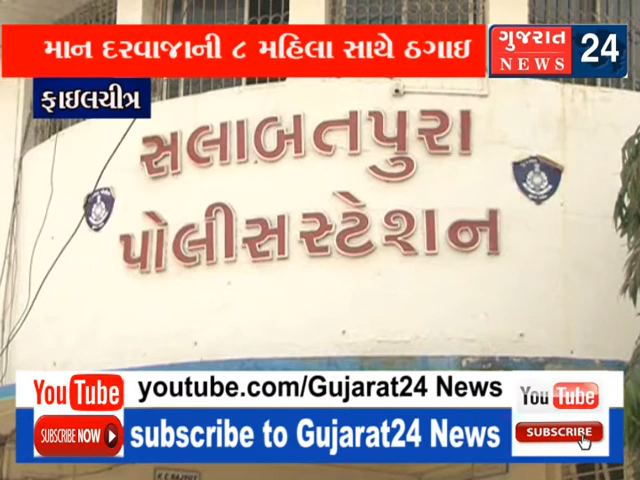 માન દરવાજાની ૮ મહિલા સાથે ઠગાઇ
ગુજરાત
NEWS
24
ફાઇલચીત્ર
સલાબતપુરા
પોલીસસ્ટેશન
YouTube
youtube.com/Gujarat24 News
YouTube
SUBSCRIBE NOW
subscribe to Gujarat24 News
SUBSCRIBE